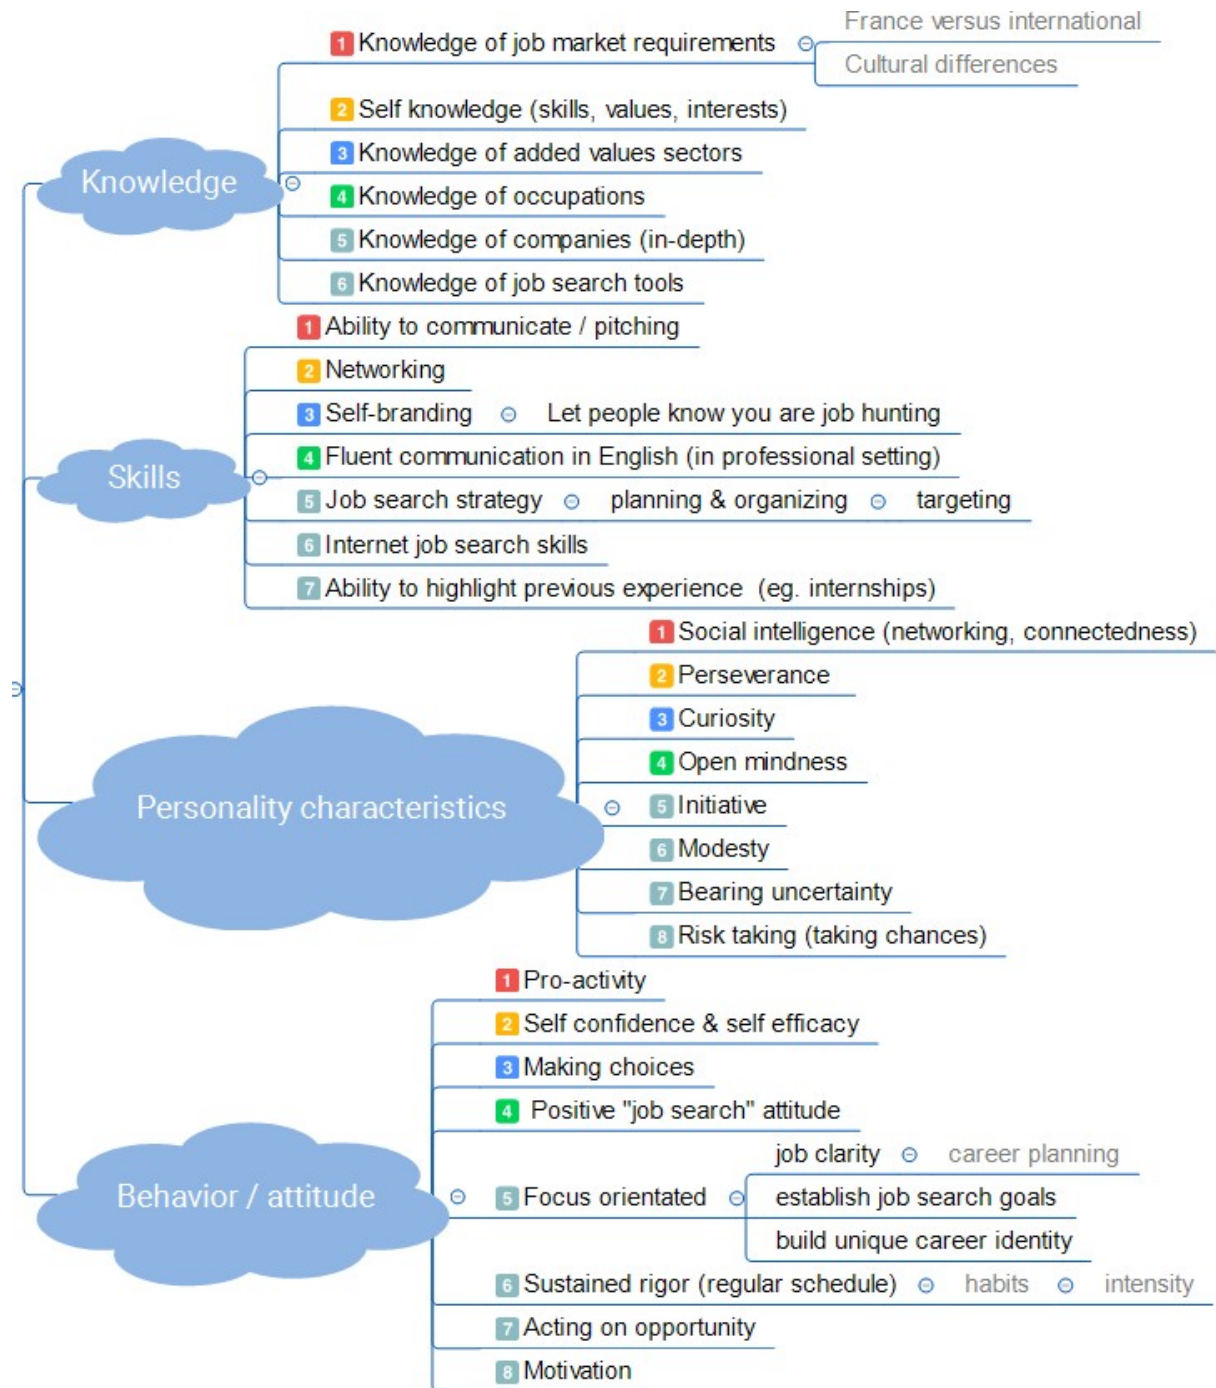 France versus international
1 Knowledge of job market requirements
Cultural differences
2 Self knowledge (skills, values, interests)
3 Knowledge of added values sectors
Knowledge
4 Knowledge of occupations
5 Knowledge of companies (in-depth)
6 Knowledge of job search tools
1 Ability to communicate / pitching
2 Networking
3 Self-branding Let people know you are job hunting
4 Fluent communication in English (in professional setting)
Skills
5 Job search strategy planning & organizing targeting
6 Internet job search skills
7 Ability to highlight previous experience (eg. internships)
1 Social intelligence (networking, connectedness)
2 Perseverance
3 Curiosity
4 Open mindness
Personality characteristics
5 Initiative
6 Modesty
7 Bearing uncertainty
8 Risk taking (taking chances)
1 Pro-activity
2 Self confidence & self efficacy
3 Making choices
4 Positive "job search" attitude
job clarity career planning
Behavior / attitude
5 Focus orientated establish job search goals
build unique career identity
6 Sustained rigor (regular schedule) habits intensity
7 Acting on opportunity
8 Motivation